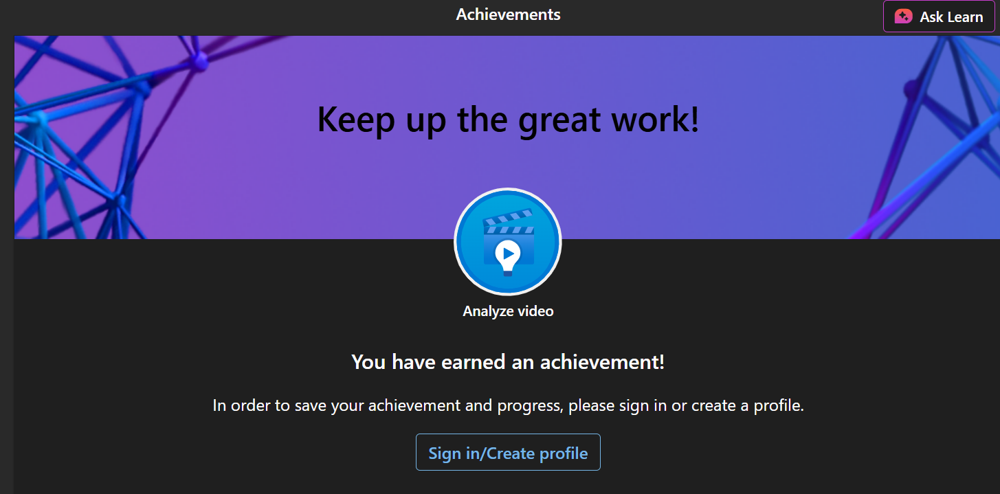 Achievements
Ask Learn
Keep up the great work!
Analyze video
You have earned an achievement!
In order to save your achievement and progress, please sign in or create a profile.
Sign in/Create profile